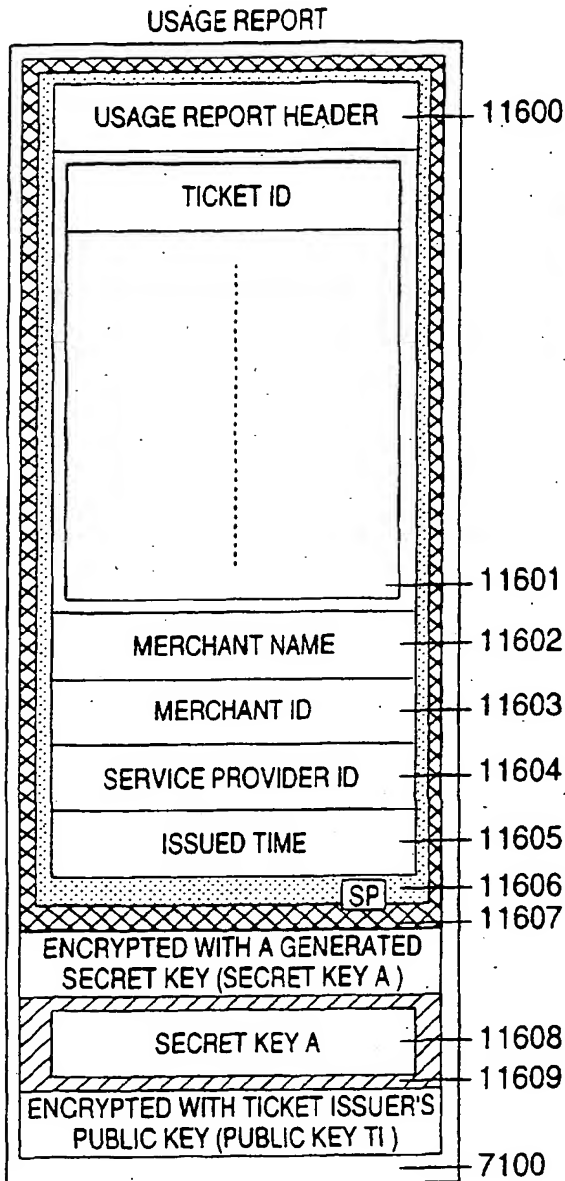 USAGE REPORT
USAGE REPORT HEADER
11600
TICKET ID
11601
MERCHANT NAME
11602
MERCHANT ID
11603
SERVICE PROVIDER ID
11604
ISSUED TIME
11605
11606
SP
11607
ENCRYPTED WITH A GENERATED
SECRET KEY (SECRET KEY A )
SECRET KEY A
11608
11609
ENCRYPTED WITH TICKET ISSUER'S
PUBLIC KEY (PUBLIC KEY TI )
7100